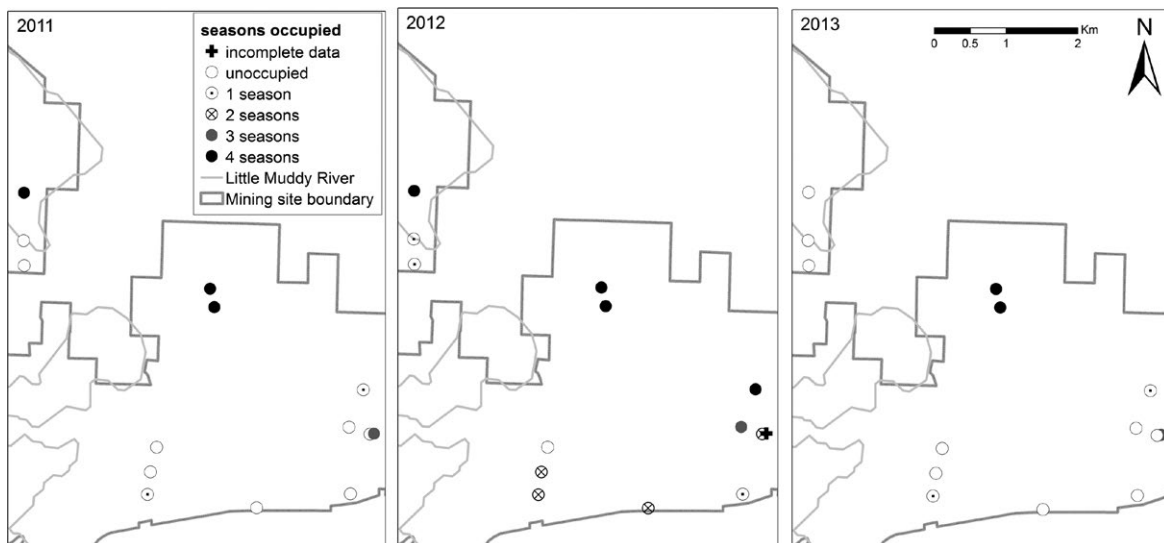 2011
seasons occupied
incomplete data
unoccupied
1 season
2 seasons
3 seasons
4 seasons
Little Muddy River
Mining site boundary
2012
2013
Km
0 0.5 1 2
N